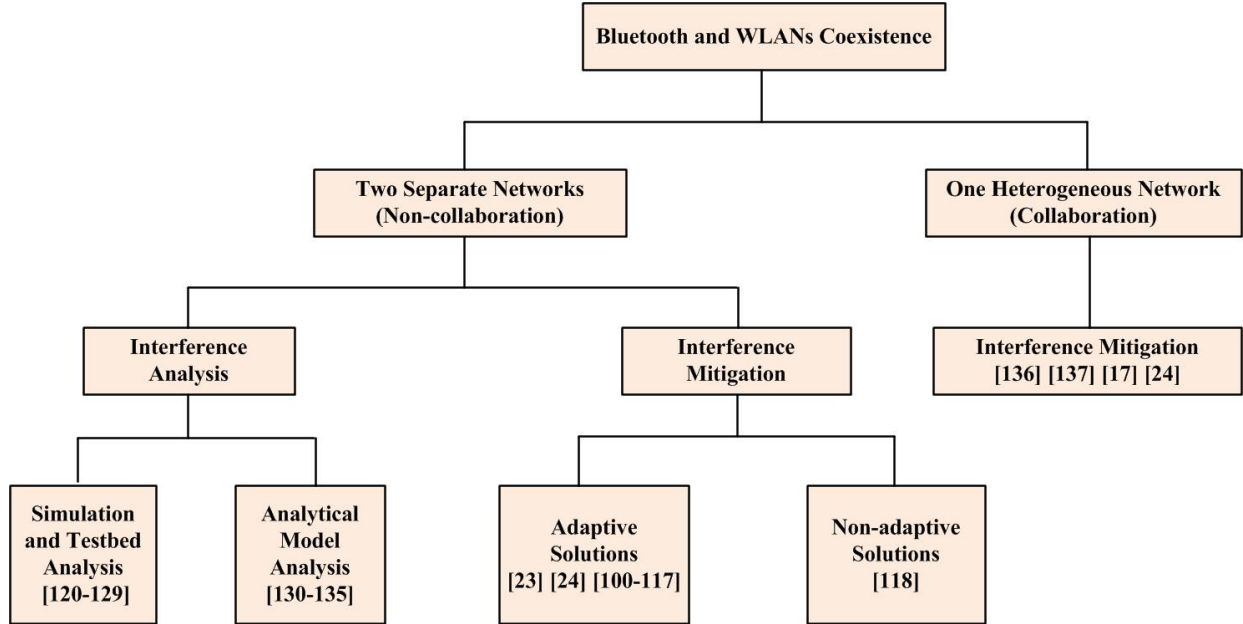 Bluetooth and WLANs Coexistence
Two Separate Networks
(Non-collaboration)
One Heterogeneous Network
(Collaboration)
Interference
Analysis
Interference
Mitigation
Interference Mitigation
[136] [137] [17] [24]
Simulation
and Testbed
Analysis
[120-129]
Analytical
Model
Analysis
[130-135]
Adaptive
Solutions
[23] [24] [100-117]
Non-adaptive
Solutions
[118]